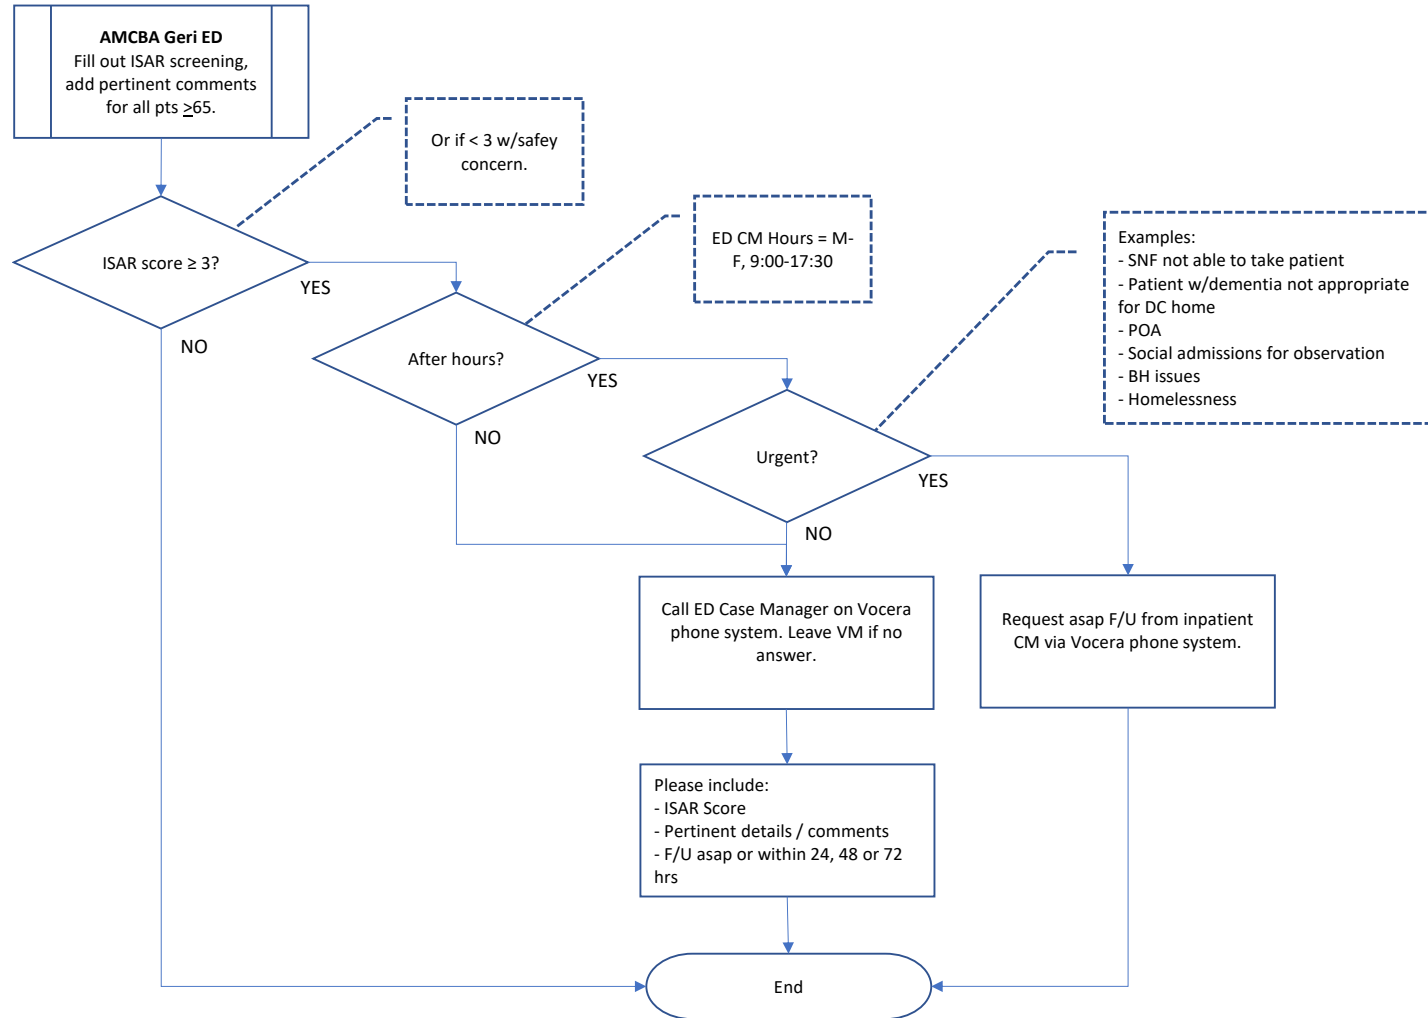 AMCBA Geri ED
Fill out ISAR screening,
add pertinent comments
for all pts ≥65.
Or if < 3 w/safey
concern.
ISAR score ≥ 3?
YES
NO
ED CM Hours = M-
F, 9:00-17:30
After hours?
YES
NO
Examples:
- SNF not able to take patient
- Patient w/dementia not appropriate
for DC home
- POA
- Social admissions for observation
- BH issues
- Homelessness
Urgent?
YES
NO
Call ED Case Manager on Vocera
phone system. Leave VM if no
answer.
Request asap F/U from inpatient
CM via Vocera phone system.
Please include:
- ISAR Score
- Pertinent details / comments
- F/U asap or within 24, 48 or 72
hrs
End